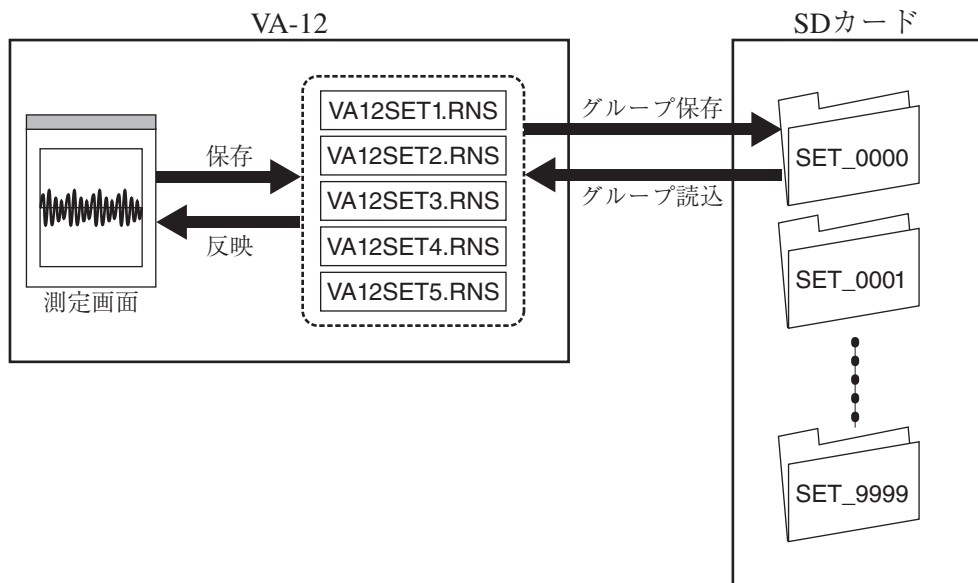 VA-12
SDカード
VA12SET1.RNS
VA12SET2.RNS
VA12SET3.RNS
VA12SET4.RNS
VA12SET5.RNS
保存
反映
測定画面
グループ保存
グループ読込
SET_0000
SET_0001
SET_9999